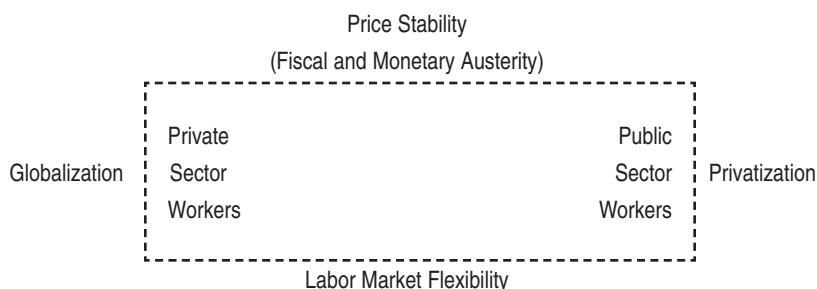 Price Stability
(Fiscal and Monetary Austerity)
Private
Public
Globalization
Sector
Sector
Privatization
Workers
Workers
Labor Market Flexibility